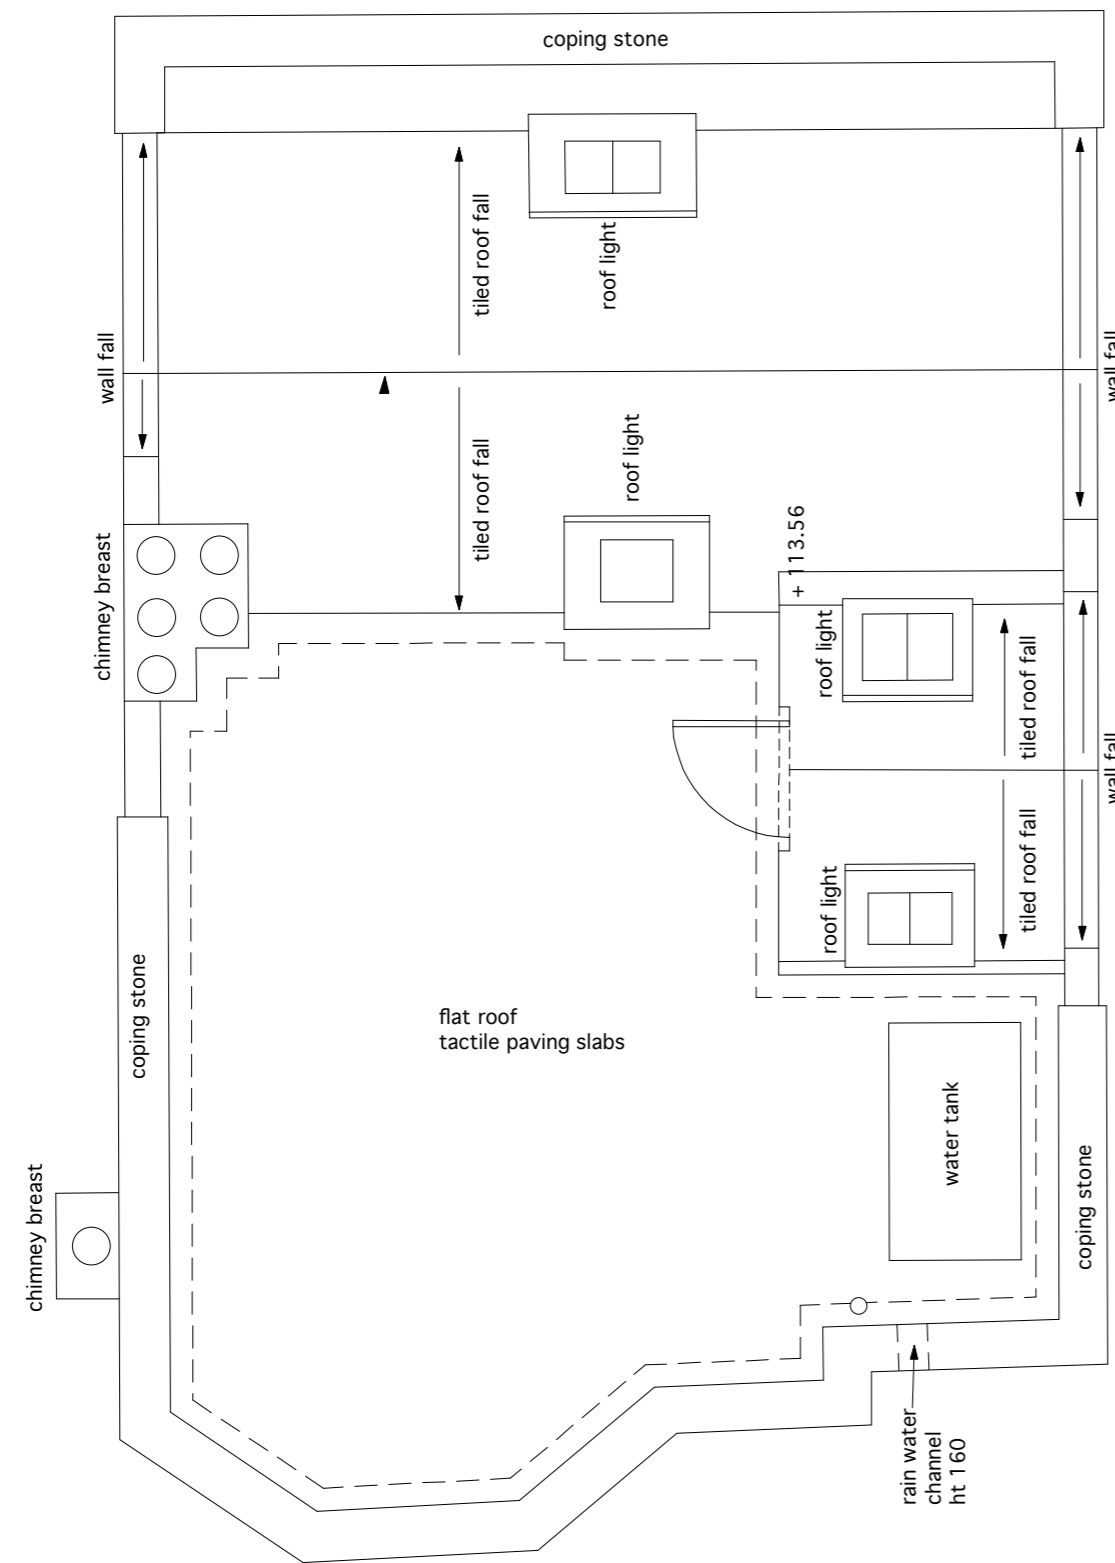 coping stone
tiled roof fall
roof light
wall fall
wall fall
tiled roof fall
roof light
chimney breast
+ 113.56
roof light
tiled roof fall
wall fall
tiled roof fall
roof light
coping stone
flat roof
tactile paving slabs
water tank
coping stone
chimney breast
rain water
channel
ht 160